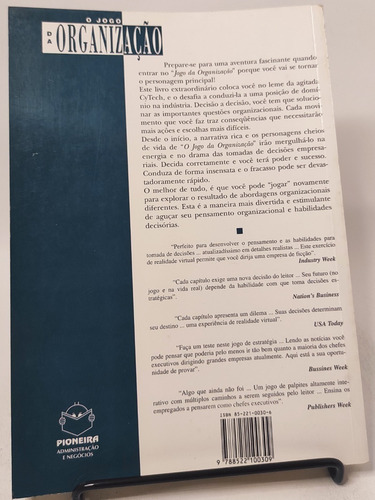 O JOGO
DA ORGANIZAÇÃO
Prepare-se para uma aventura fascinante quando
entrar no "Jogo da Organização" porque você vai se tornar
o personagem principal!
Este livro extraordinário coloca você no leme da agitada
CyTech, e o desafia a conduzi-la a uma posição de domí-
nio na indústria. Decisão a decisão, você tem que solucio-
nar as importantes questões organizacionais. Cada movi-
mento que você faz traz conseqüências que necessitarão
mais ações e escolhas mais difíceis.
Desde o início, a narrativa rica e os personagens cheios
de vida de "O Jogo da Organização" irão mergulhá-lo na
energia e no drama das tomadas de decisões empresa-
riais. Decida corretamente e você terá poder e sucesso.
Conduza de forma insensata e o fracasso pode ser devas-
tadoramente rápido.
O melhor de tudo, é que você pode "jogar" novamente
para explorar o resultado de abordagens organizacionais
diferentes. Esta é a maneira mais divertida e estimulante
de aguçar seu pensamento organizacional e habilidades
decisórias.
"Perfeito para desenvolver o pensamento e as habilidades para
tomada de decisões ... atualizadíssimo em detalhes realistas ... Este exercício
de realidade virtual permite que você dirija uma empresa de ficção".
Industry Week
"Cada capítulo exige uma nova decisão do leitor ... Seu futuro (no
jogo e na vida real) depende da habilidade com que toma decisões es-
tratégicas".
Nation's Business
"Cada capítulo apresenta um dilema ... Suas decisões determinam
seu destino ... uma experiência de realidade virtual".
USA Today
"Faça um teste neste jogo de estratégia ... Lendo as notícias você
pode pensar que poderia pelo menos ir tão bem quanto a maioria dos chefes
executivos dirigindo grandes empresas atualmente. Aqui está a sua oportu-
nidade de provar".
Bussines Week
"Algo que ainda não foi ... Um jogo de palpites altamente inte-
rativo com múltiplos caminhos a serem seguidos pelo leitor ... Ensina os
empregados a pensarem como chefes executivos".
Publishers Week
PIONEIRA
ADMINISTRAÇÃO
E NEGÓCIOS
ISBN 85-221-0030-6
9 788522 100309